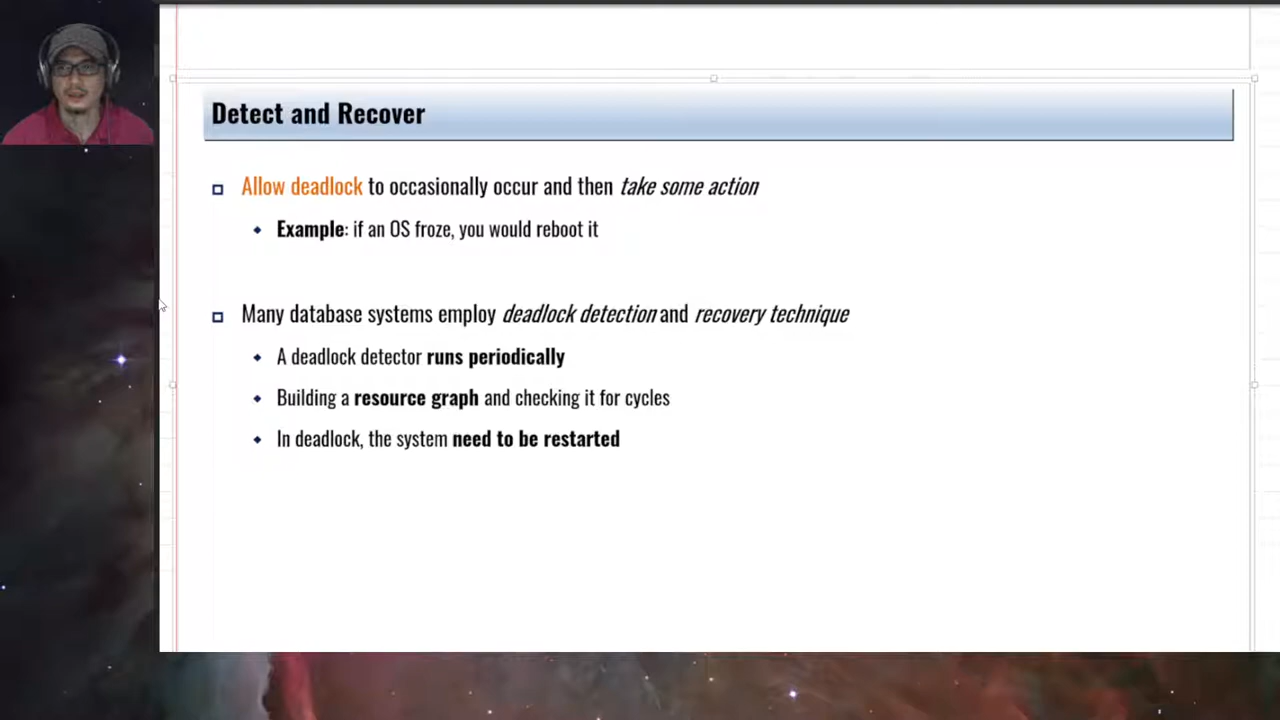 Detect and Recover
Allow deadlock to occasionally occur and then take some action
Example: if an OS froze, you would reboot it
Many database systems employ deadlock detection and recovery technique
A deadlock detector runs periodically
Building a resource graph and checking it for cycles
In deadlock, the system need to be restarted